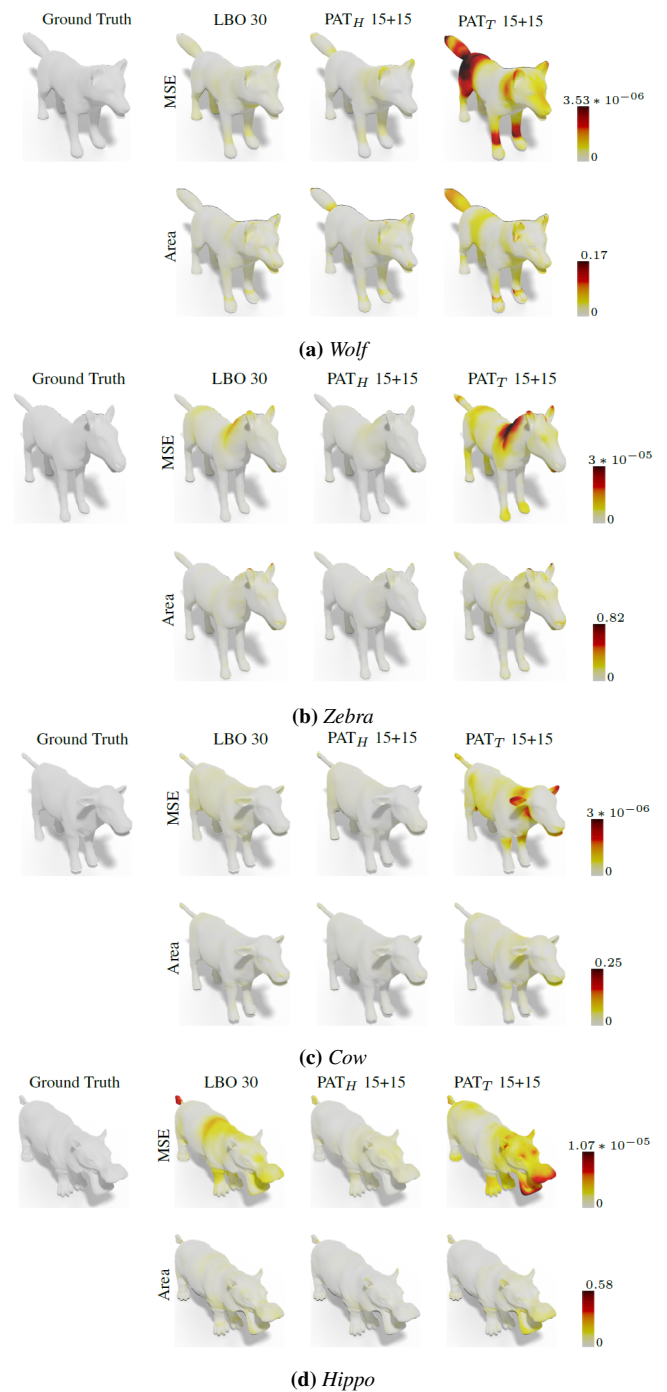 Ground Truth LBO 30 PAT_H 15+15 PAT_T 15+15
MSE
3.53 * 10^−06
0
Area
0.17
0
(a) Wolf
Ground Truth LBO 30 PAT_H 15+15 PAT_T 15+15
MSE
3 * 10^−05
0
Area
0.82
0
(b) Zebra
Ground Truth LBO 30 PAT_H 15+15 PAT_T 15+15
MSE
3 * 10^−06
0
Area
0.25
0
(c) Cow
Ground Truth LBO 30 PAT_H 15+15 PAT_T 15+15
MSE
1.07 * 10^−05
0
Area
0.58
0
(d) Hippo